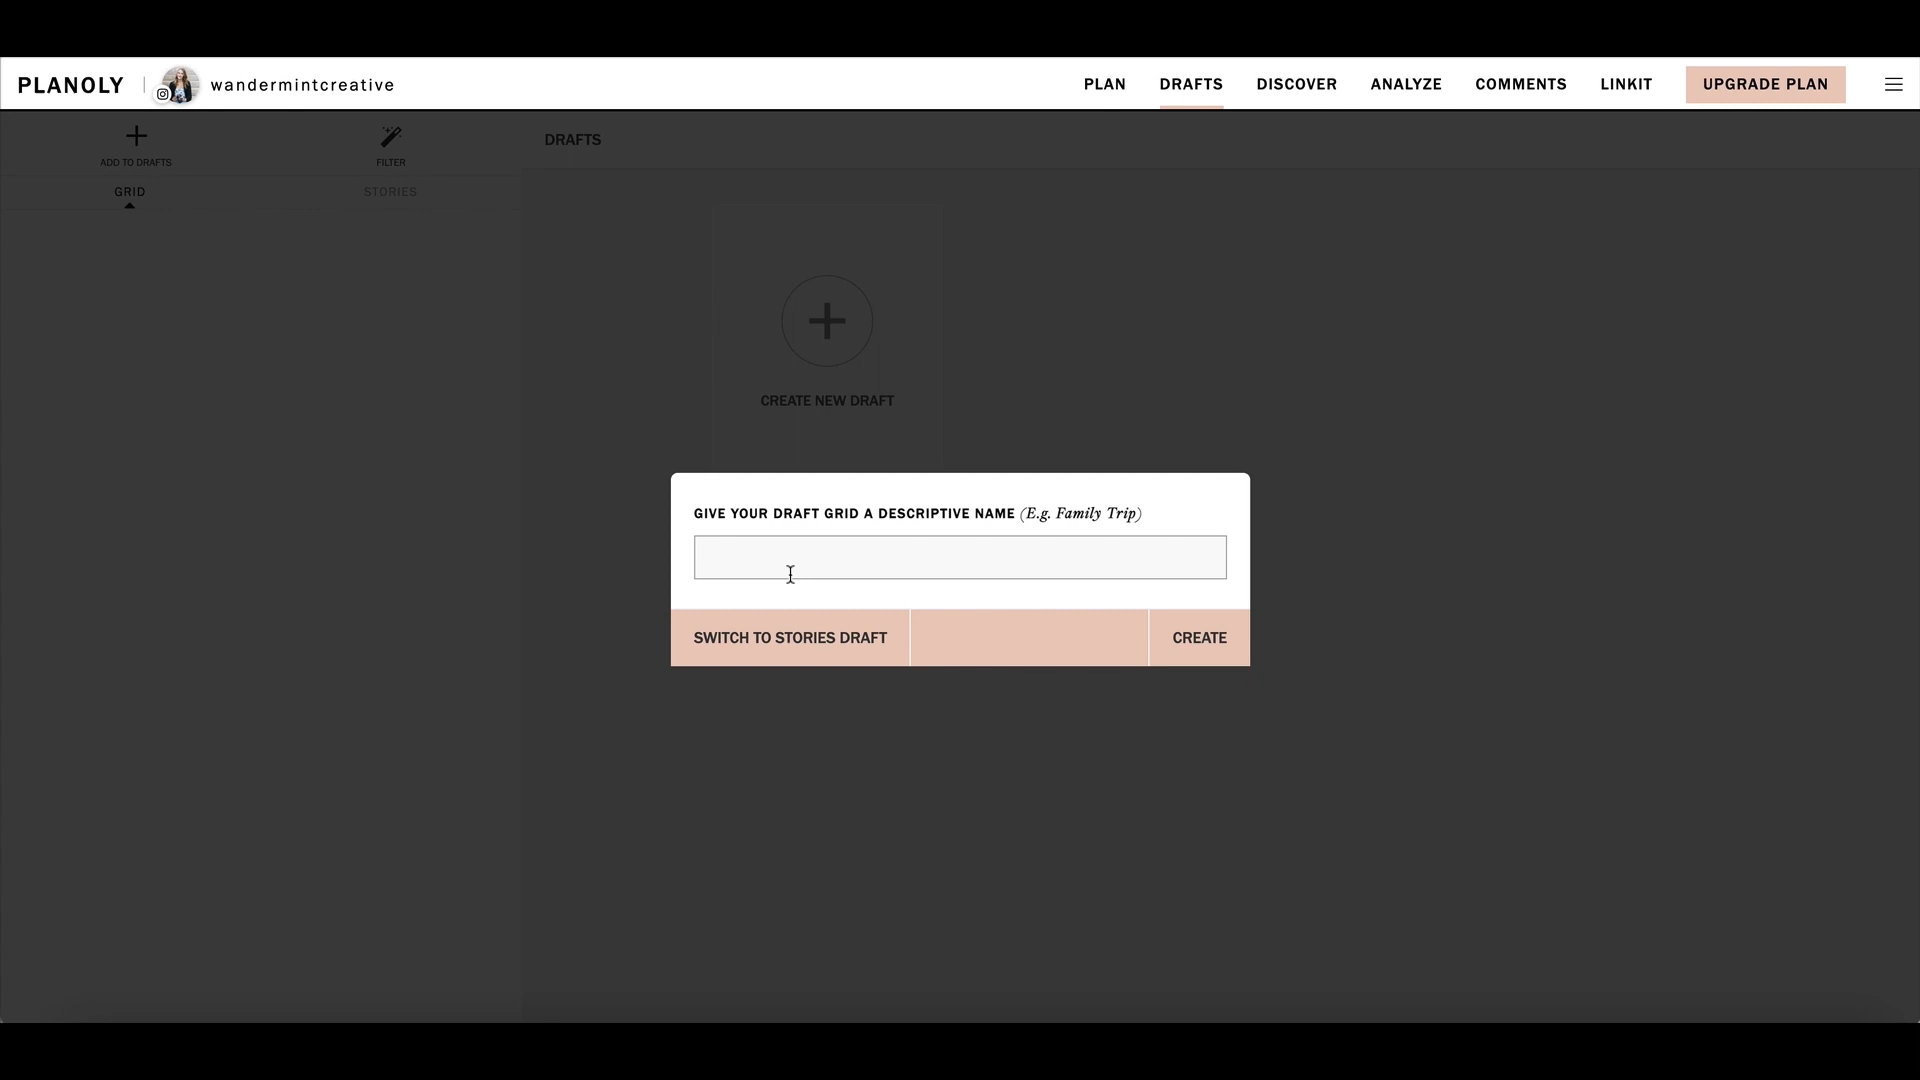 PLANOLY
wandermintcreative
PLAN
DRAFTS
DISCOVER
ANALYZE
COMMENTS
LINKIT
UPGRADE PLAN
ADD TO DRAFTS
FILTER
GRID
STORIES
DRAFTS
CREATE NEW DRAFT
GIVE YOUR DRAFT GRID A DESCRIPTIVE NAME (E.g. Family Trip)
SWITCH TO STORIES DRAFT
CREATE